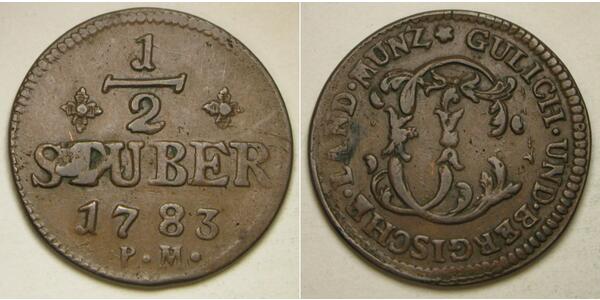 1
2
STUBER
1783
P.M.
GULICH·UND·BERGISCHE·LAND·MUNZ